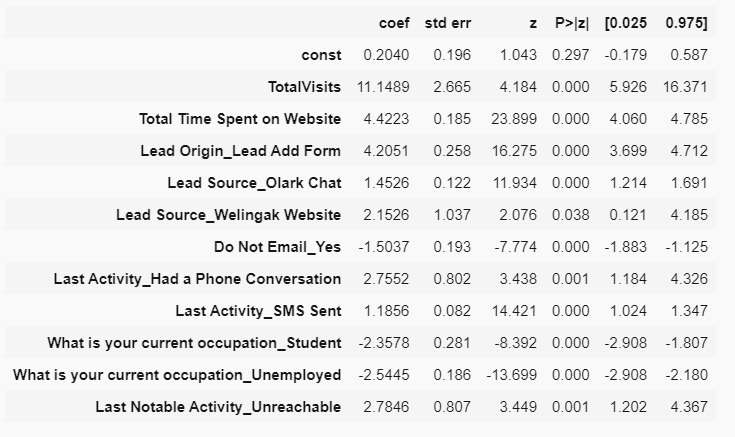 coef std err z P>|z| [0.025 0.975]
const 0.2040 0.196 1.043 0.297 -0.179 0.587
TotalVisits 11.1489 2.665 4.184 0.000 5.926 16.371
Total Time Spent on Website 4.4223 0.185 23.899 0.000 4.060 4.785
Lead Origin_Lead Add Form 4.2051 0.258 16.275 0.000 3.699 4.712
Lead Source_Olark Chat 1.4526 0.122 11.934 0.000 1.214 1.691
Lead Source_Welingak Website 2.1526 1.037 2.076 0.038 0.121 4.185
Do Not Email_Yes -1.5037 0.193 -7.774 0.000 -1.883 -1.125
Last Activity_Had a Phone Conversation 2.7552 0.802 3.438 0.001 1.184 4.326
Last Activity_SMS Sent 1.1856 0.082 14.421 0.000 1.024 1.347
What is your current occupation_Student -2.3578 0.281 -8.392 0.000 -2.908 -1.807
What is your current occupation_Unemployed -2.5445 0.186 -13.699 0.000 -2.908 -2.180
Last Notable Activity_Unreachable 2.7846 0.807 3.449 0.001 1.202 4.367